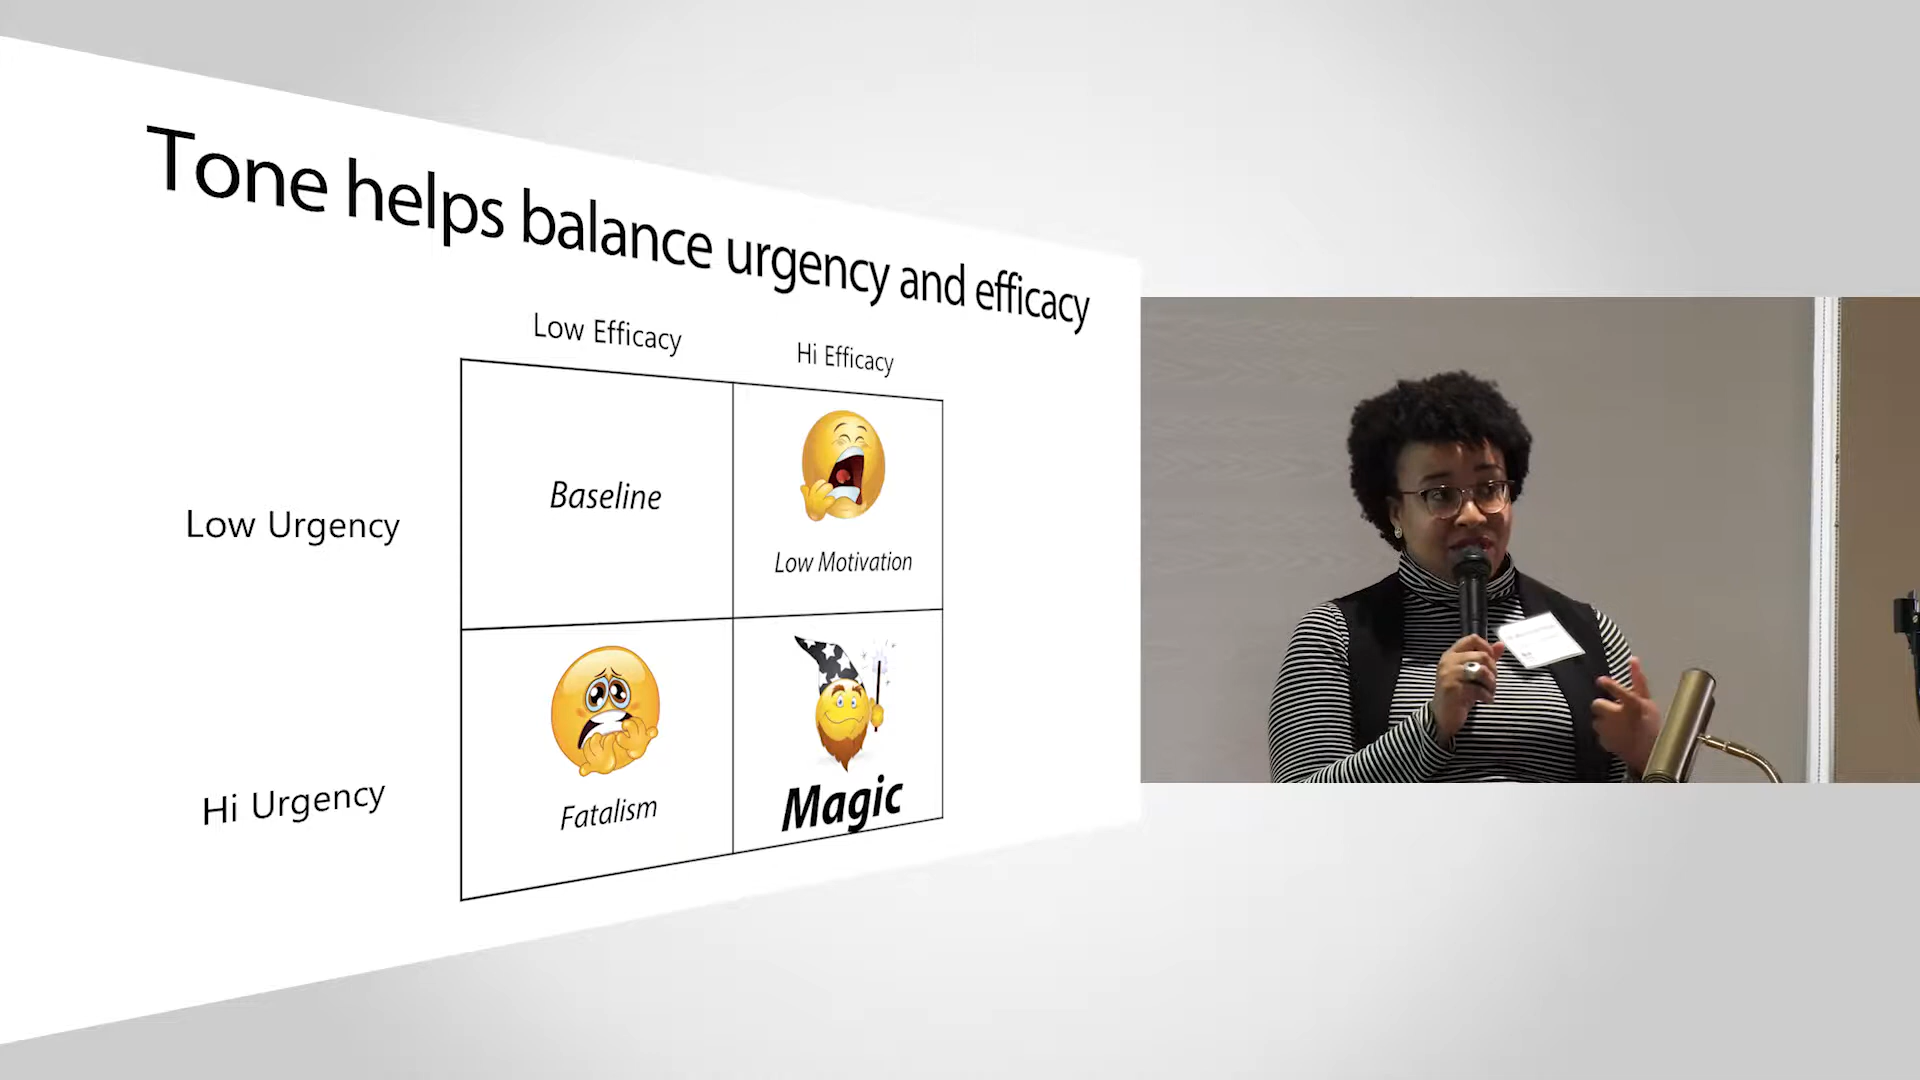 Tone helps balance urgency and efficacy
Low Efficacy
Hi Efficacy
Low Urgency
Baseline
Low Motivation
Hi Urgency
Fatalism
Magic